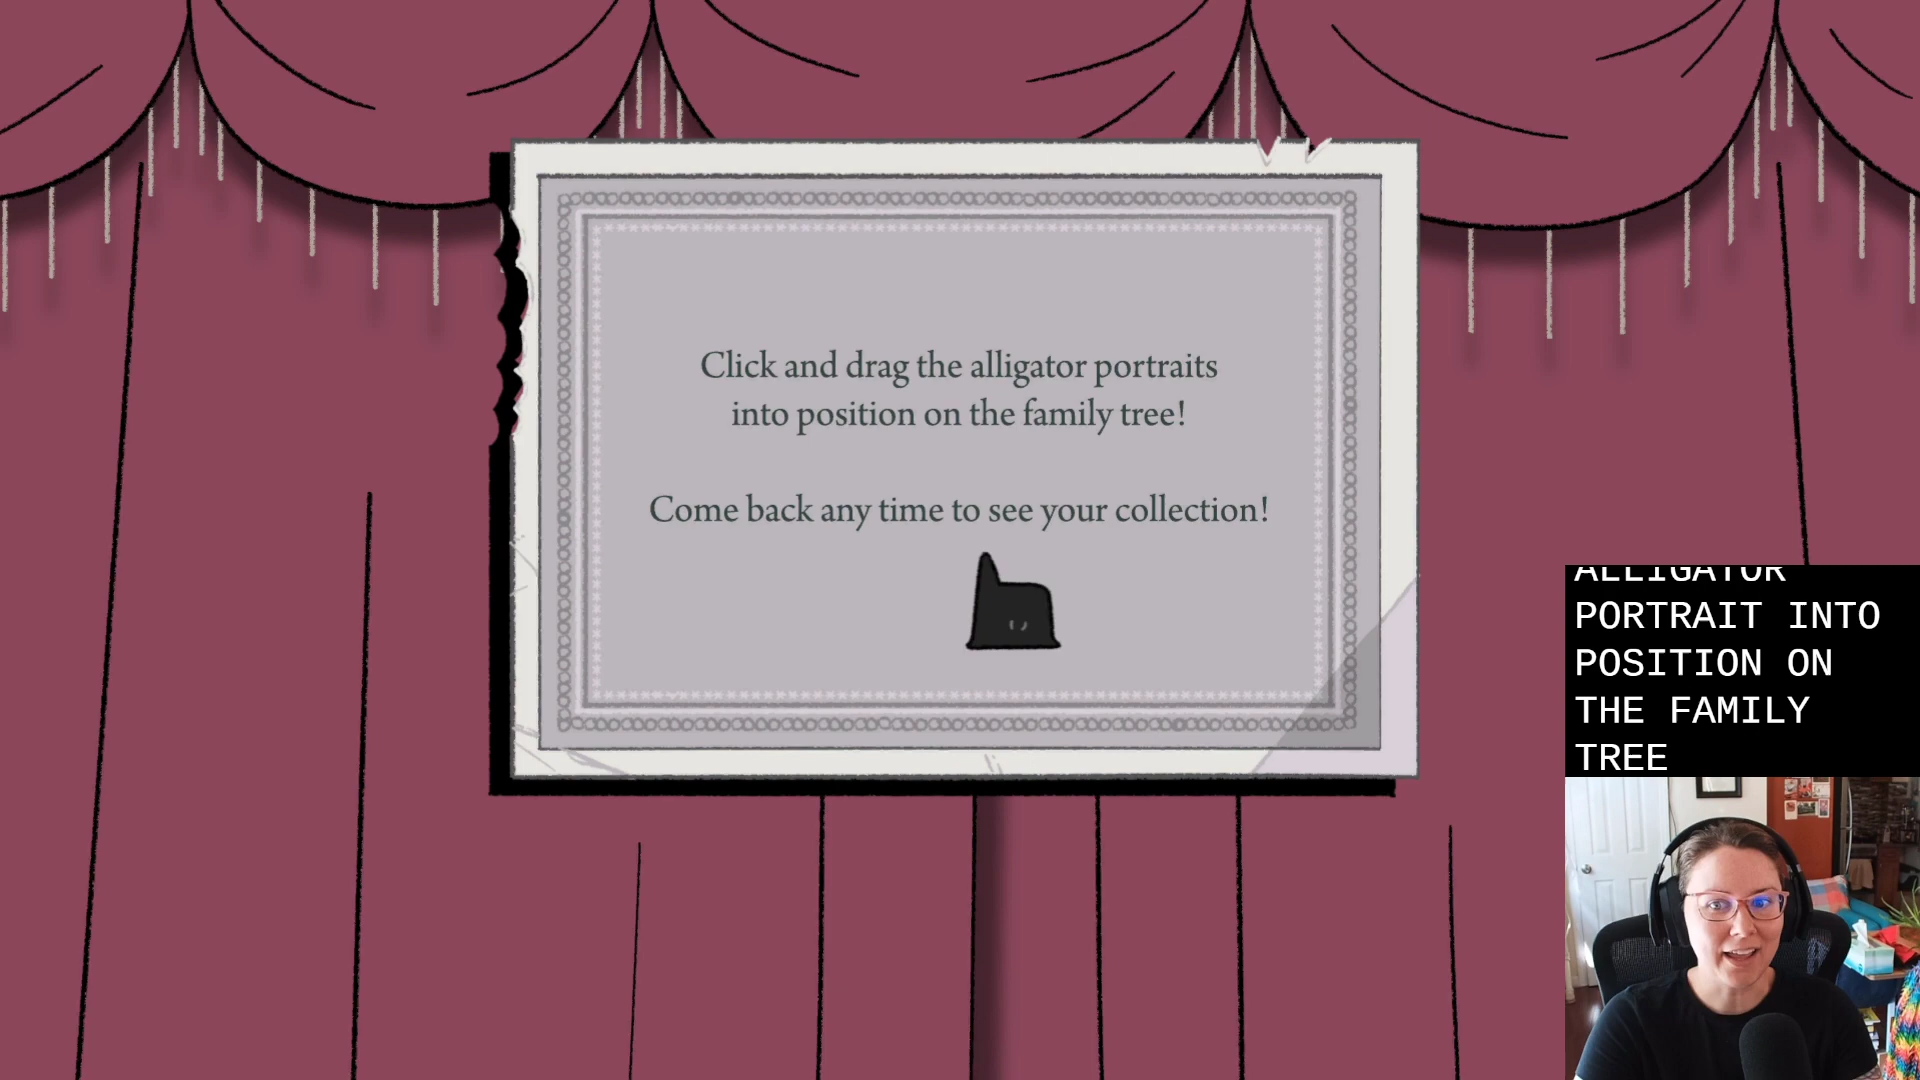 Click and drag the alligator portraits
into position on the family tree!
Come back any time to see your collection!
ALLIGATOR
PORTRAIT INTO
POSITION ON
THE FAMILY
TREE